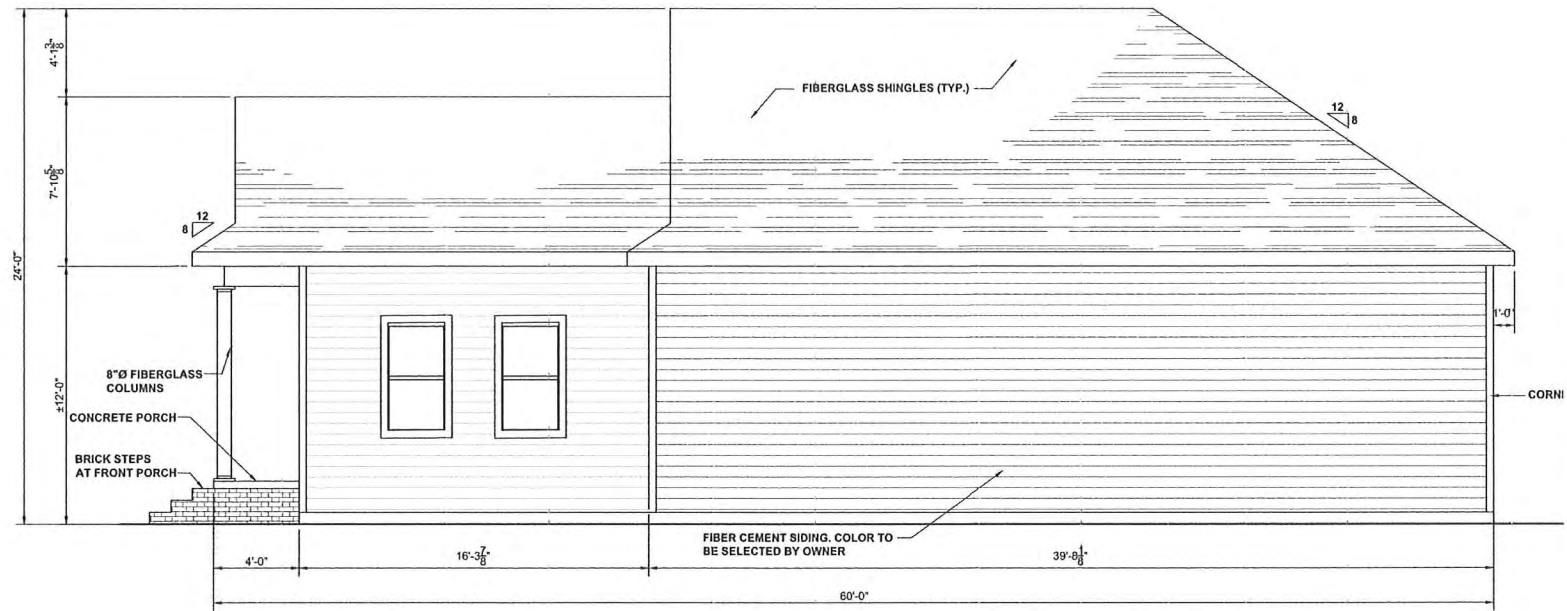 4'-1 3/8"
FIBERGLASS SHINGLES (TYP.)
12
8
7'-10 5/8"
12
8
24'-0"
1'-0"
8"Ø FIBERGLASS
COLUMNS
±12'-0"
CORNI
CONCRETE PORCH
BRICK STEPS
AT FRONT PORCH
FIBER CEMENT SIDING. COLOR TO
BE SELECTED BY OWNER
4'-0"
16'-3 7/8"
39'-8 1/8"
60'-0"